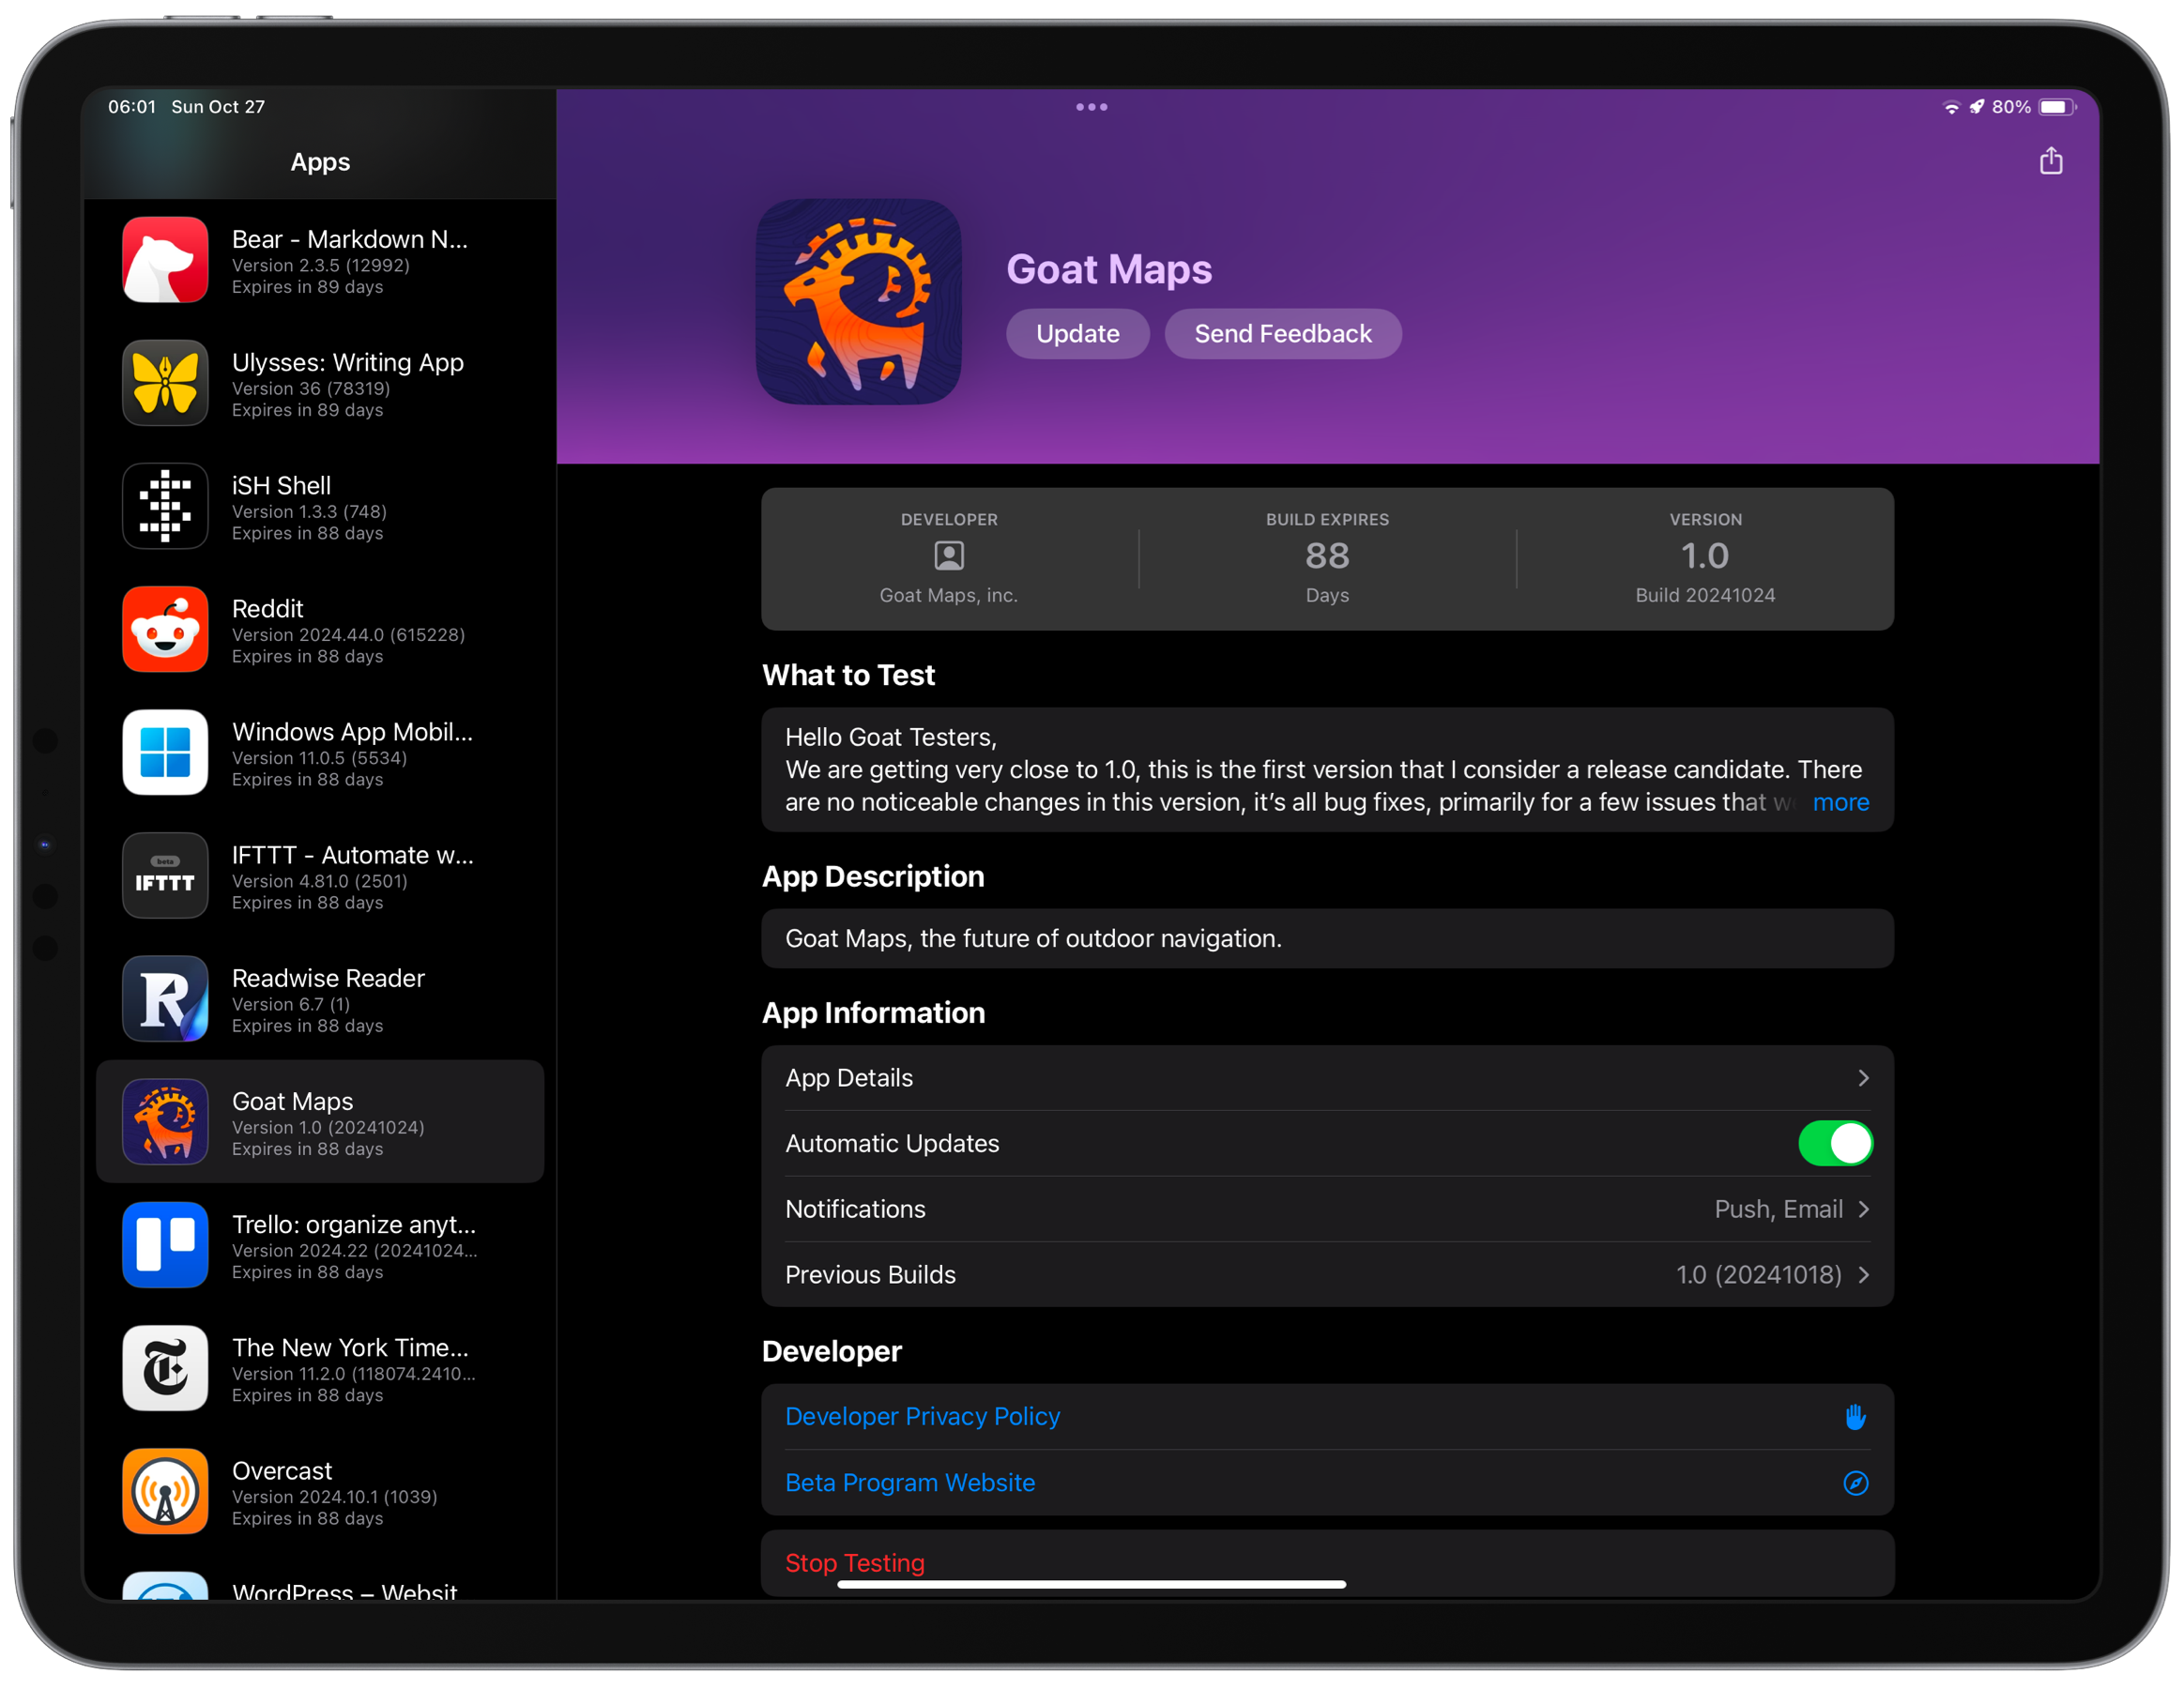 06:01 Sun Oct 27
80%
Apps
Bear - Markdown N...
Version 2.3.5 (12992)
Expires in 89 days
Ulysses: Writing App
Version 36 (78319)
Expires in 89 days
iSH Shell
Version 1.3.3 (748)
Expires in 88 days
Reddit
Version 2024.44.0 (615228)
Expires in 88 days
Windows App Mobil...
Version 11.0.5 (5534)
Expires in 88 days
beta
IFTTT
IFTTT - Automate w...
Version 4.81.0 (2501)
Expires in 88 days
R
Readwise Reader
Version 6.7 (1)
Expires in 88 days
Goat Maps
Version 1.0 (20241024)
Expires in 88 days
Trello: organize anyt...
Version 2024.22 (20241024...
Expires in 88 days
T
The New York Time...
Version 11.2.0 (118074.2410...
Expires in 88 days
Overcast
Version 2024.10.1 (1039)
Expires in 88 days
WordPress – Websit
Goat Maps
Update
Send Feedback
DEVELOPER
Goat Maps, inc.
BUILD EXPIRES
88
Days
VERSION
1.0
Build 20241024
What to Test
Hello Goat Testers,
We are getting very close to 1.0, this is the first version that I consider a release candidate. There
are no noticeable changes in this version, it’s all bug fixes, primarily for a few issues that we more
App Description
Goat Maps, the future of outdoor navigation.
App Information
App Details
Automatic Updates
Notifications Push, Email
Previous Builds 1.0 (20241018)
Developer
Developer Privacy Policy
Beta Program Website
Stop Testing